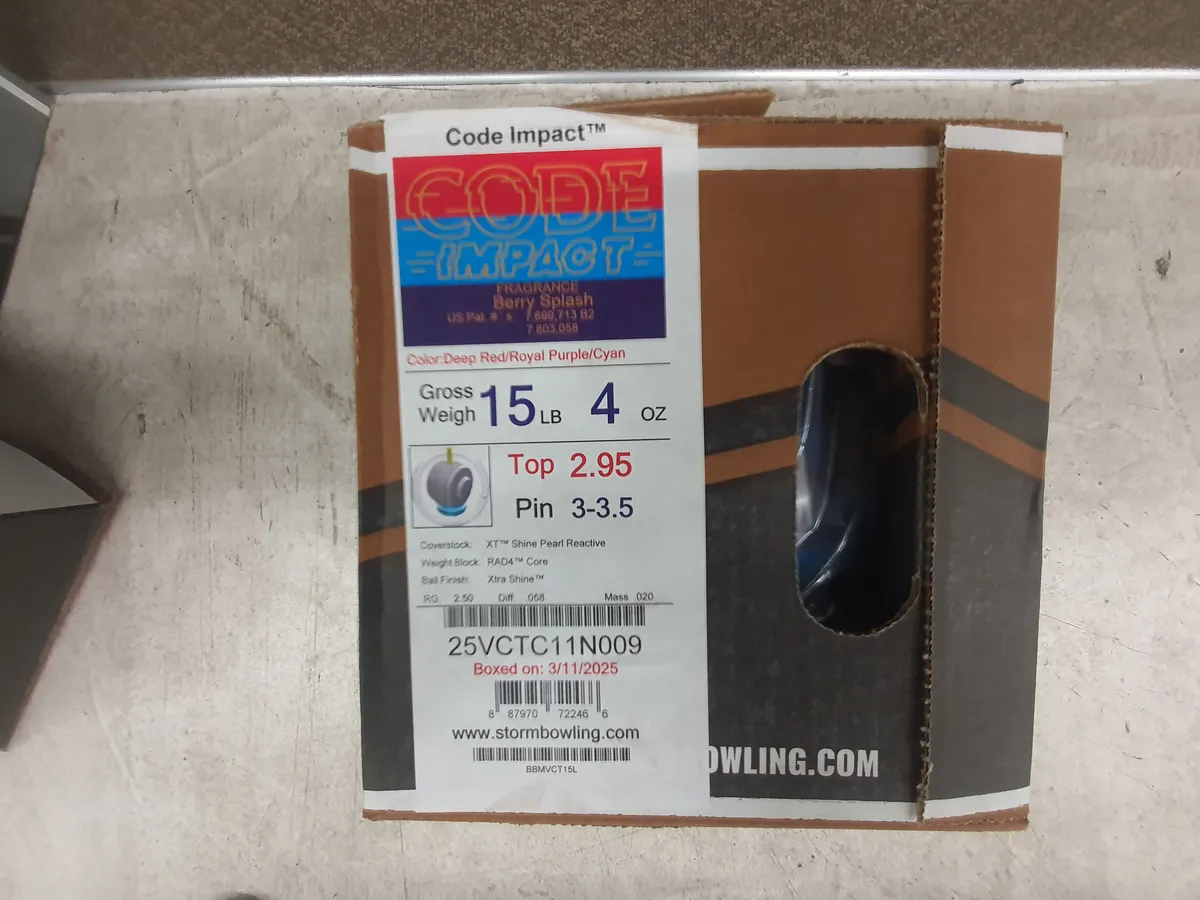 Code Impact™
CODE
IMPACT
FRAGRANCE
Berry Splash
US Pat. #'s 7,699,713 B2
7 803,058
Color:Deep Red/Royal Purple/Cyan
Gross Weigh 15 LB 4 OZ
Top 2.95
Pin 3-3.5
Coverstock: XT™ Shine Pearl Reactive
Weight Block: RAD4™ Core
Ball Finish: Xtra Shine™
RG 2.50 Diff: .058 Mass .020
25VCTC11N009
Boxed on: 3/11/2025
8 87970 72246 6
www.stormbowling.com
BBMVCT15L
OWLING.COM